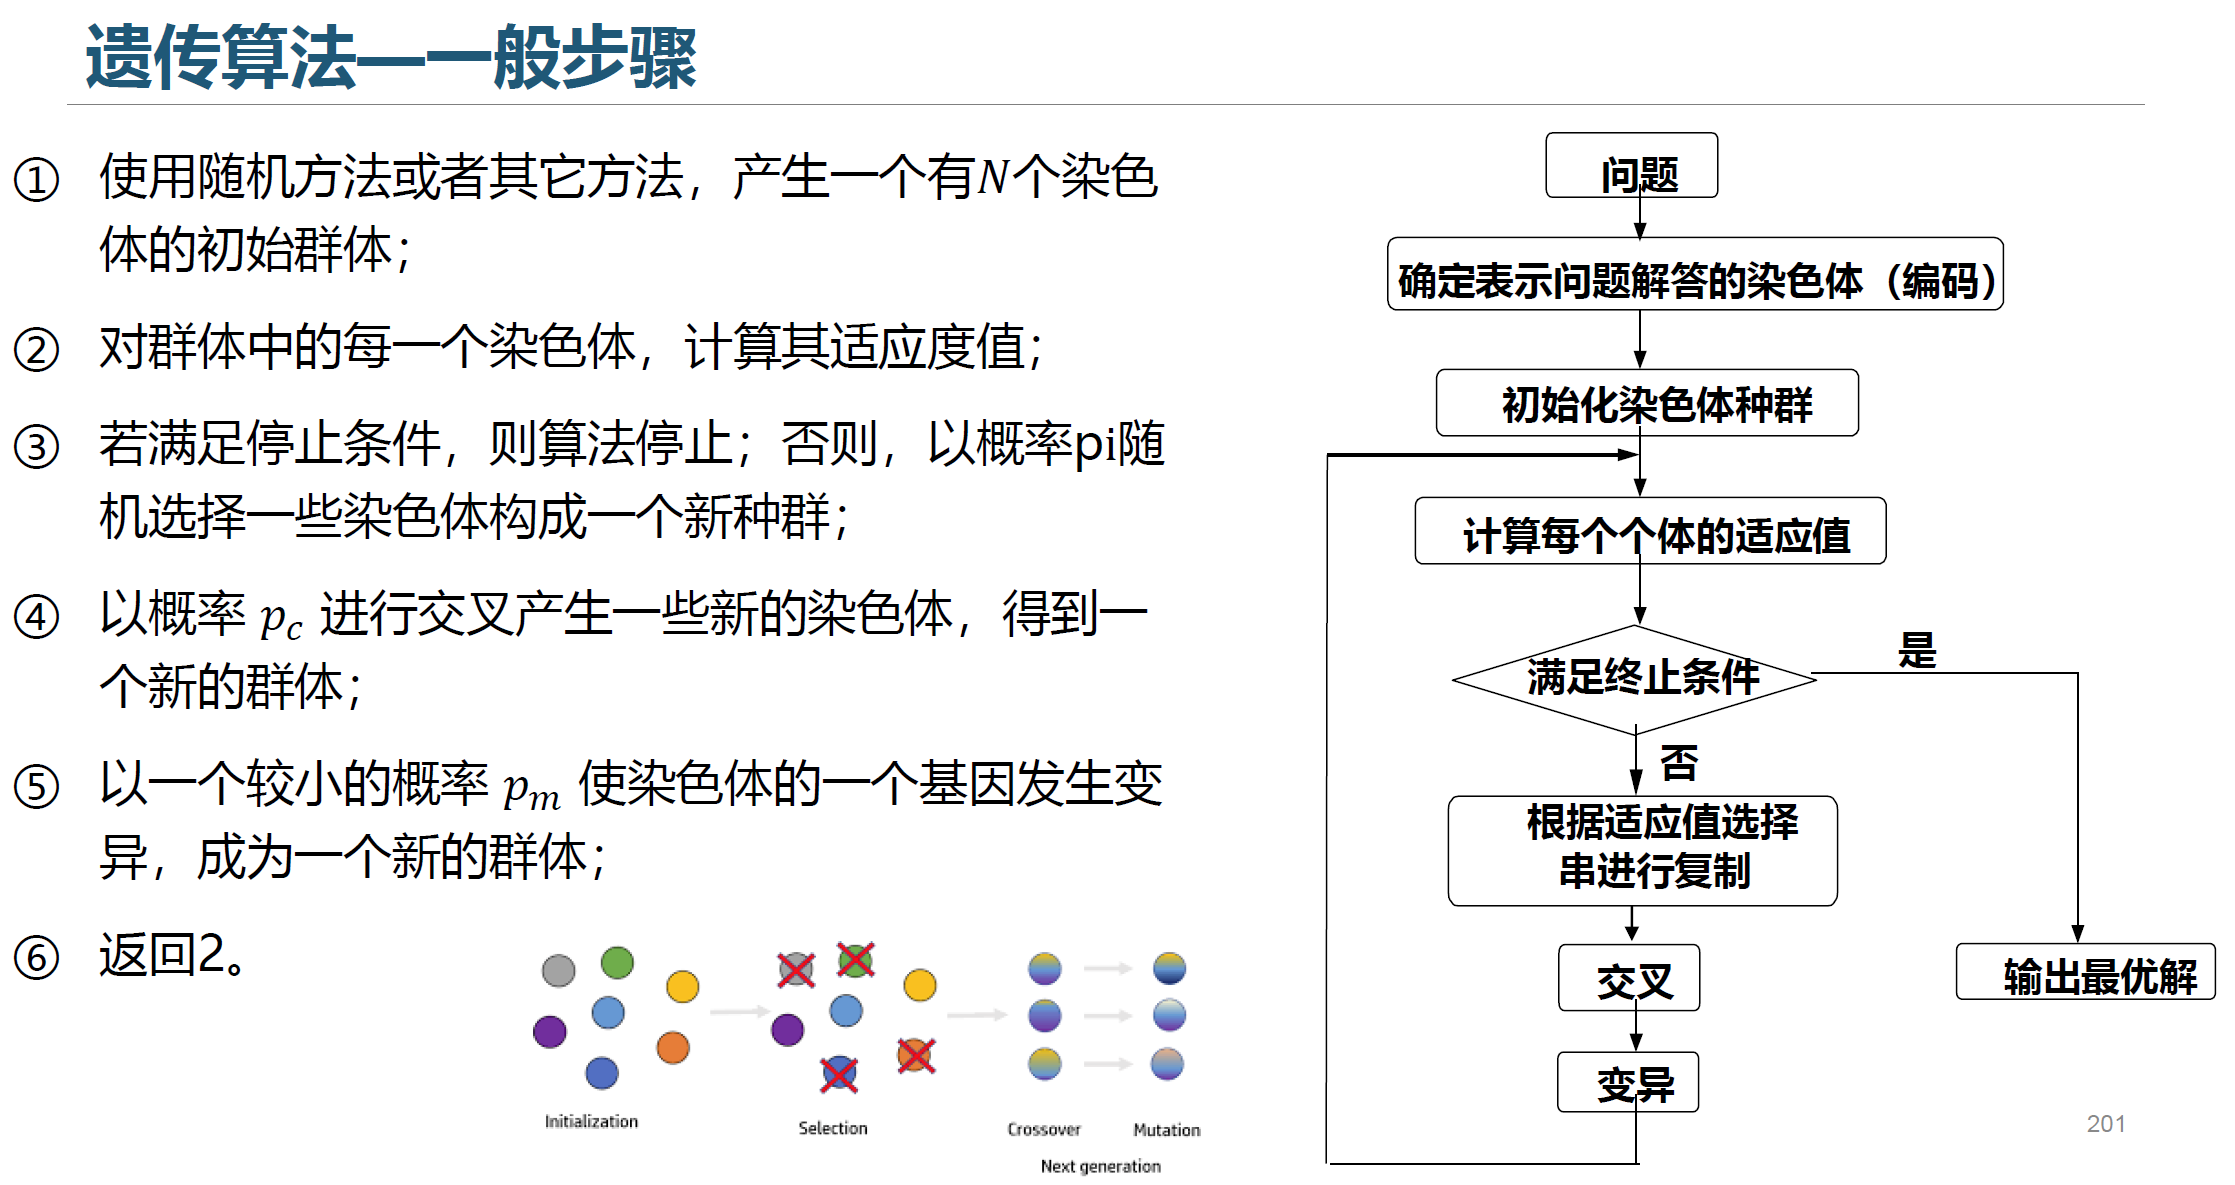 遗传算法—一般步骤
① 使用随机方法或者其它方法，产生一个有N个染色
体的初始群体；
② 对群体中的每一个染色体，计算其适应度值；
③ 若满足停止条件，则算法停止；否则，以概率pi随
机选择一些染色体构成一个新种群；
④ 以概率 p_c 进行交叉产生一些新的染色体，得到一
个新的群体；
⑤ 以一个较小的概率 p_m 使染色体的一个基因发生变
异，成为一个新的群体；
⑥ 返回2。
Initialization
Selection
Crossover
Mutation
Next generation
问题
确定表示问题解答的染色体（编码）
初始化染色体种群
计算每个个体的适应值
满足终止条件
是
否
根据适应值选择
串进行复制
交叉
变异
输出最优解
201